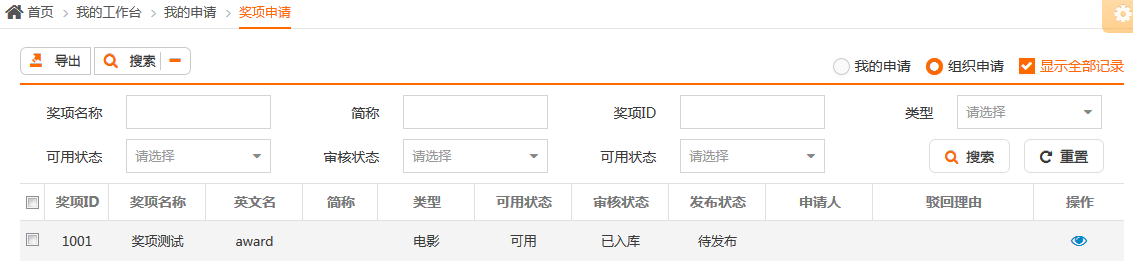 首页 > 我的工作台 > 我的申请 > 奖项申请
导出 搜索 我的申请 组织申请 显示全部记录
奖项名称 简称 奖项ID 类型 请选择
可用状态 请选择 审核状态 请选择 可用状态 请选择 搜索 重置
奖项ID 奖项名称 英文名 简称 类型 可用状态 审核状态 发布状态 申请人 驳回理由 操作
1001 奖项测试 award 电影 可用 已入库 待发布